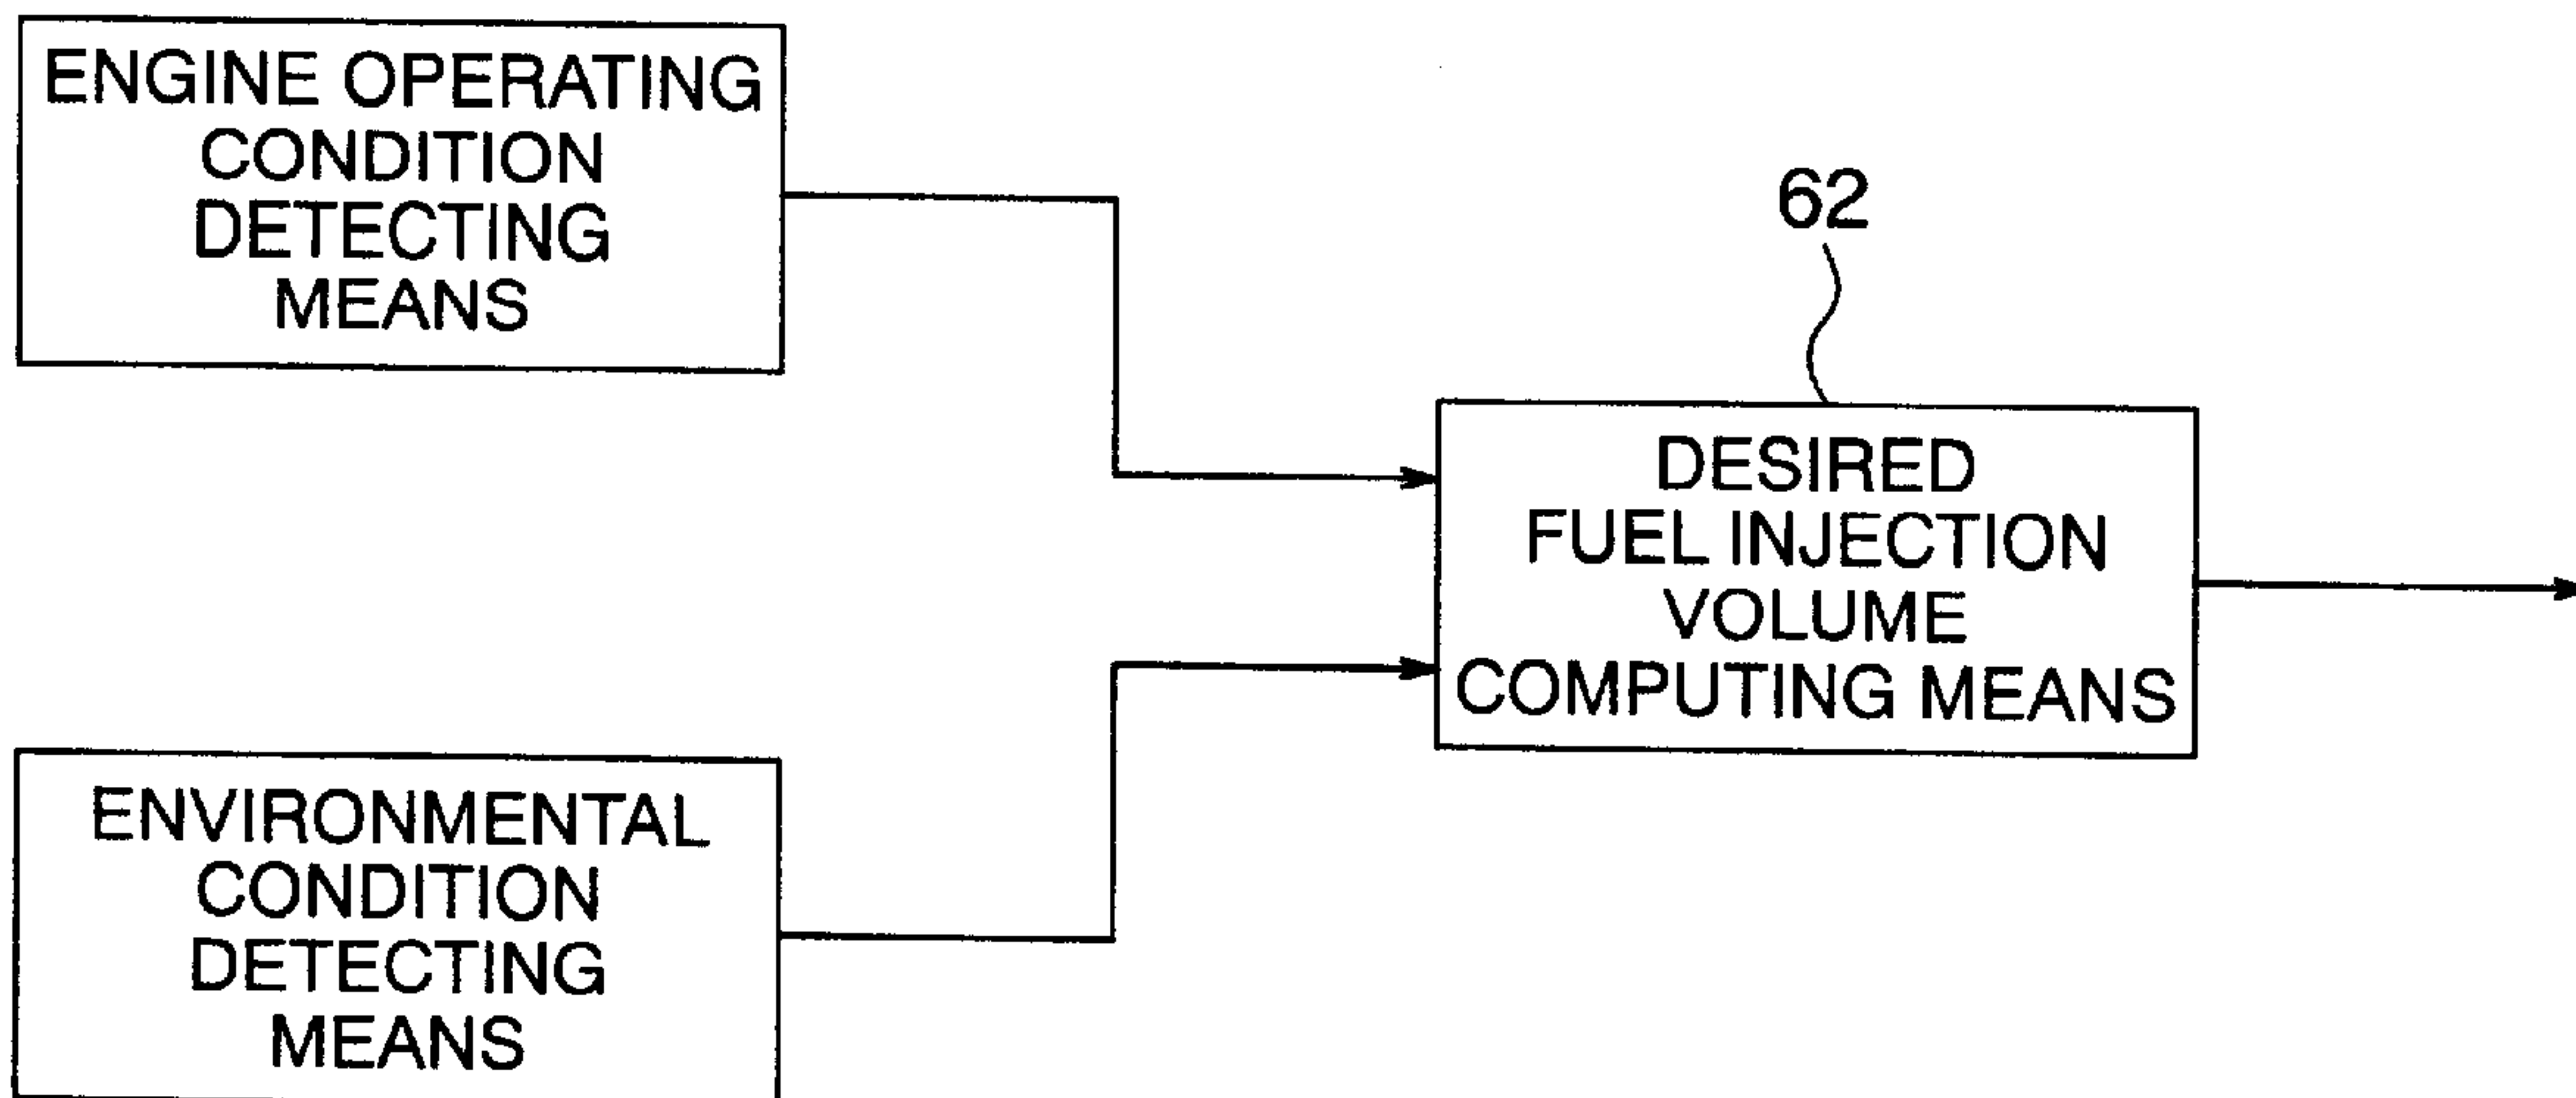 ENGINE OPERATING
CONDITION
DETECTING
MEANS
62
DESIRED
FUEL INJECTION
VOLUME
COMPUTING MEANS
ENVIRONMENTAL
CONDITION
DETECTING
MEANS